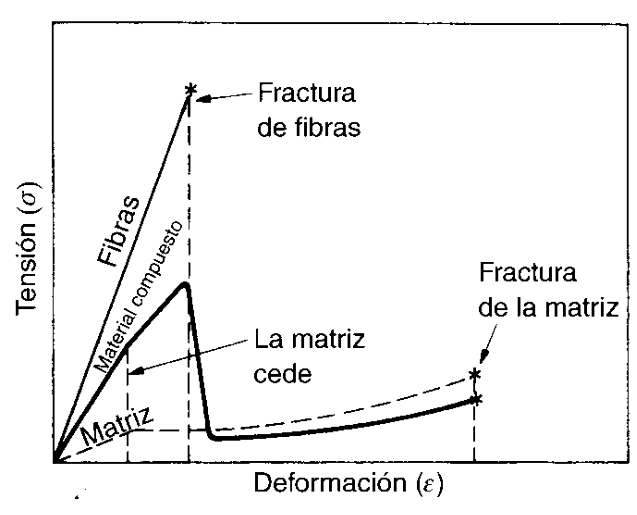 Fractura
de fibras
Fibras
Material compuesto
Tensión (σ)
Fractura
de la matriz
La matriz
cede
Matriz
Deformación (ε)